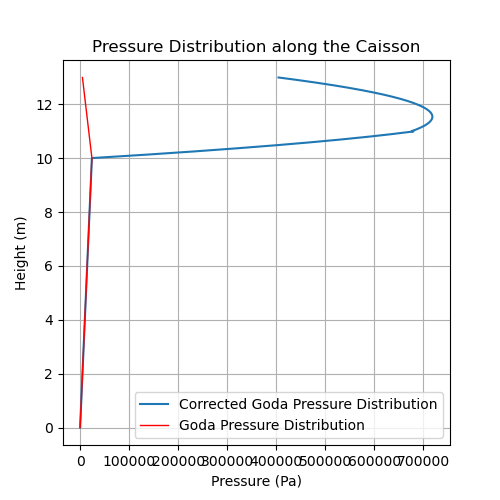 Pressure Distribution along the Caisson
12
10
8
6
4
2
0
Height (m)
Corrected Goda Pressure Distribution
Goda Pressure Distribution
0 100000 200000 300000 400000 500000 600000 700000
Pressure (Pa)